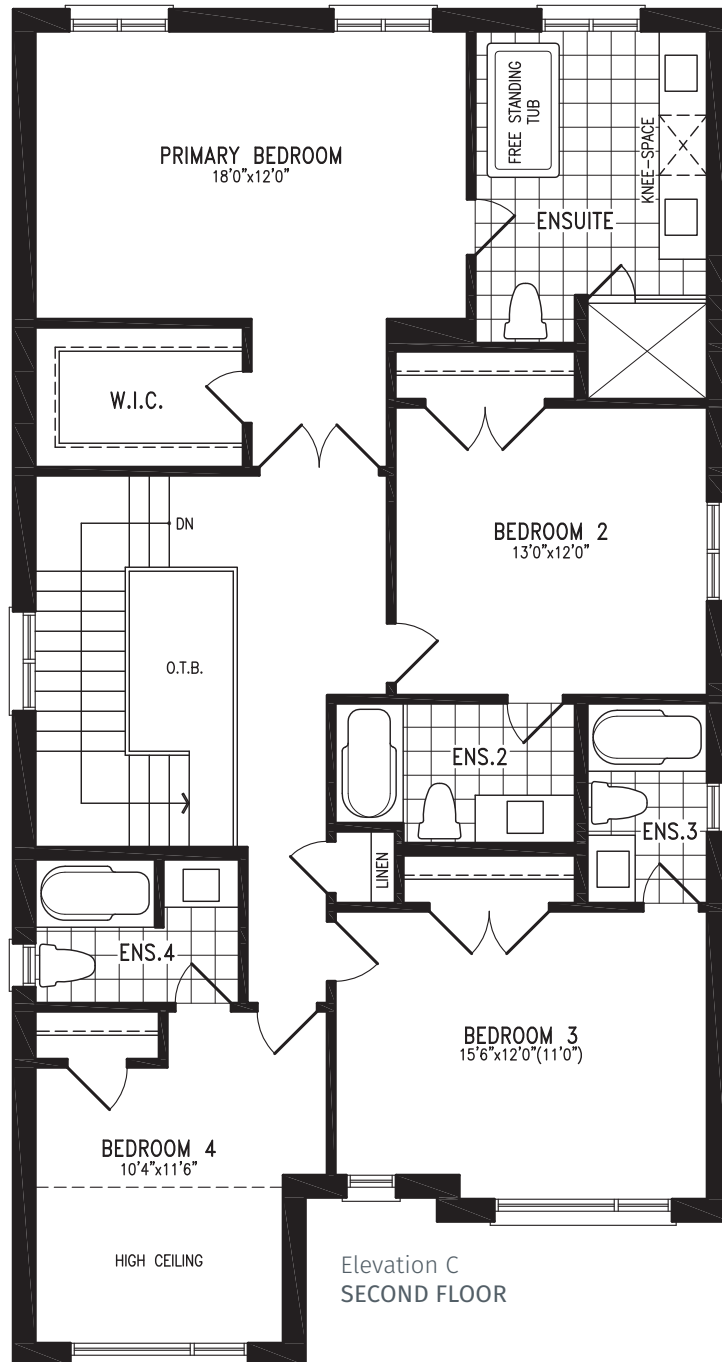 PRIMARY BEDROOM
18'0"x12'0"
FREE STANDING
TUB
KNEE-SPACE
ENSUITE
W.I.C.
DN
BEDROOM 2
13'0"x12'0"
O.T.B.
ENS.2
ENS.3
LINEN
ENS.4
BEDROOM 3
15'6"x12'0"(11'0")
BEDROOM 4
10'4"x11'6"
HIGH CEILING
Elevation C
SECOND FLOOR